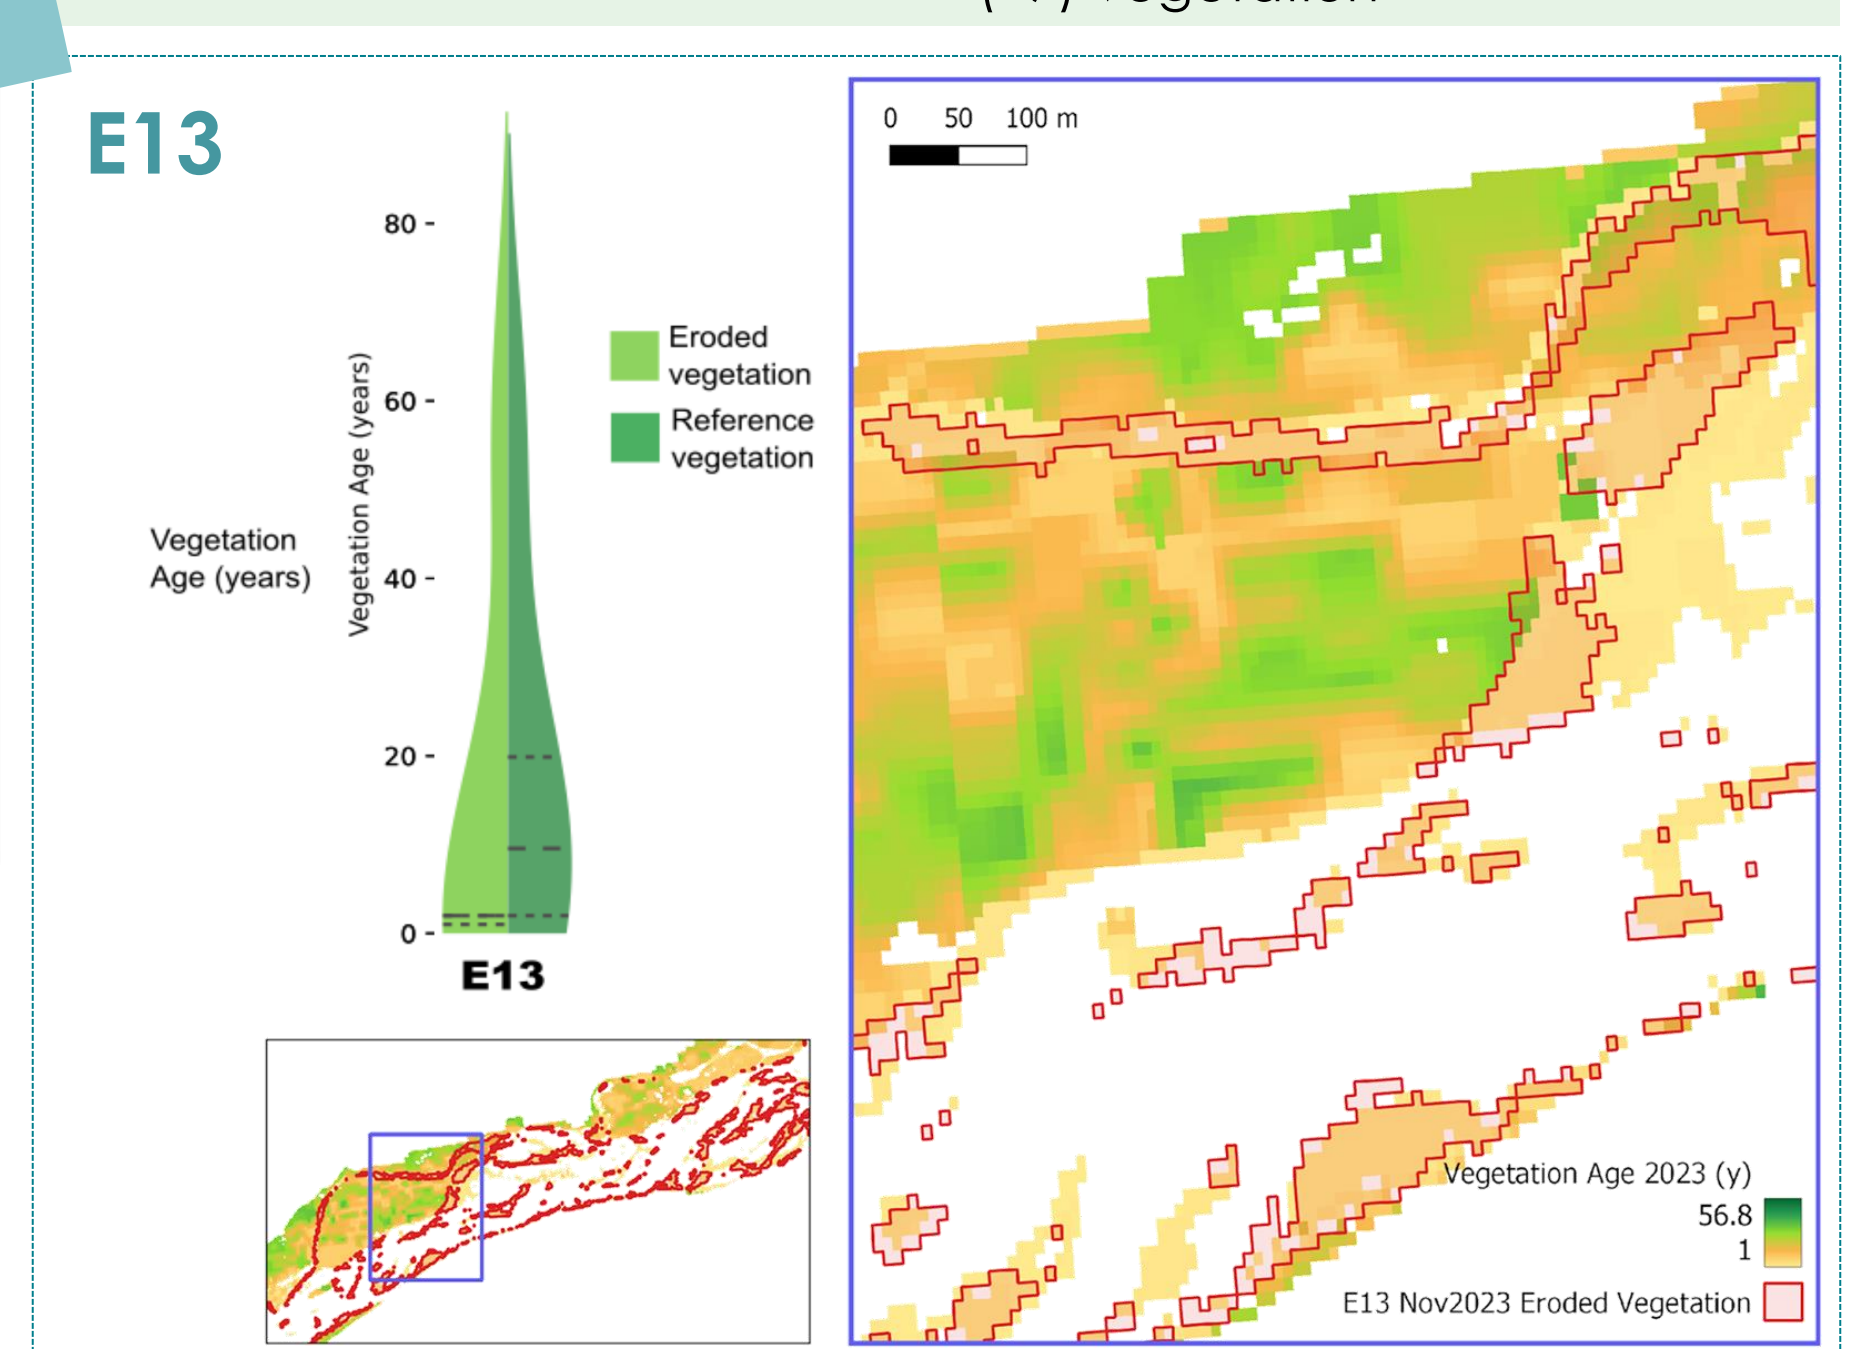 vegetation
E13
0 50 100 m
80
60
40
20
0
Vegetation Age (years)
Vegetation
Age (years)
Eroded
vegetation
Reference
vegetation
E13
Vegetation Age 2023 (y)
56.8
1
E13 Nov2023 Eroded Vegetation